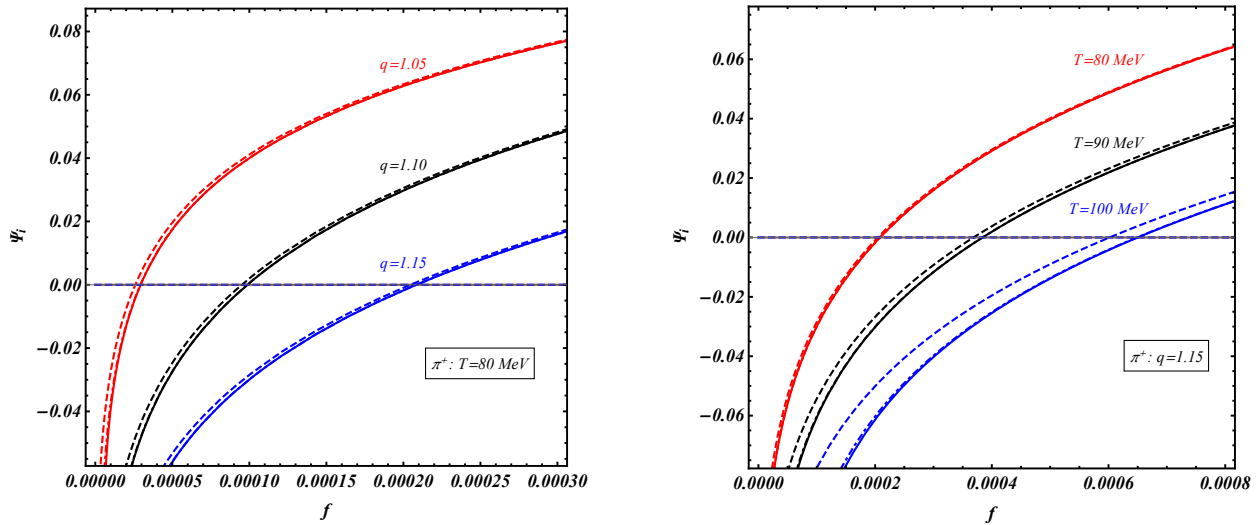 0.08
0.06
0.04
0.02
0.00
−0.02
−0.04
Ψi
q=1.05
q=1.10
q=1.15
π+: T=80 MeV
0.00000 0.00005 0.00010 0.00015 0.00020 0.00025 0.00030
f
0.06
0.04
0.02
0.00
−0.02
−0.04
−0.06
Ψi
T=80 MeV
T=90 MeV
T=100 MeV
π+: q=1.15
0.0000 0.0002 0.0004 0.0006 0.0008
f